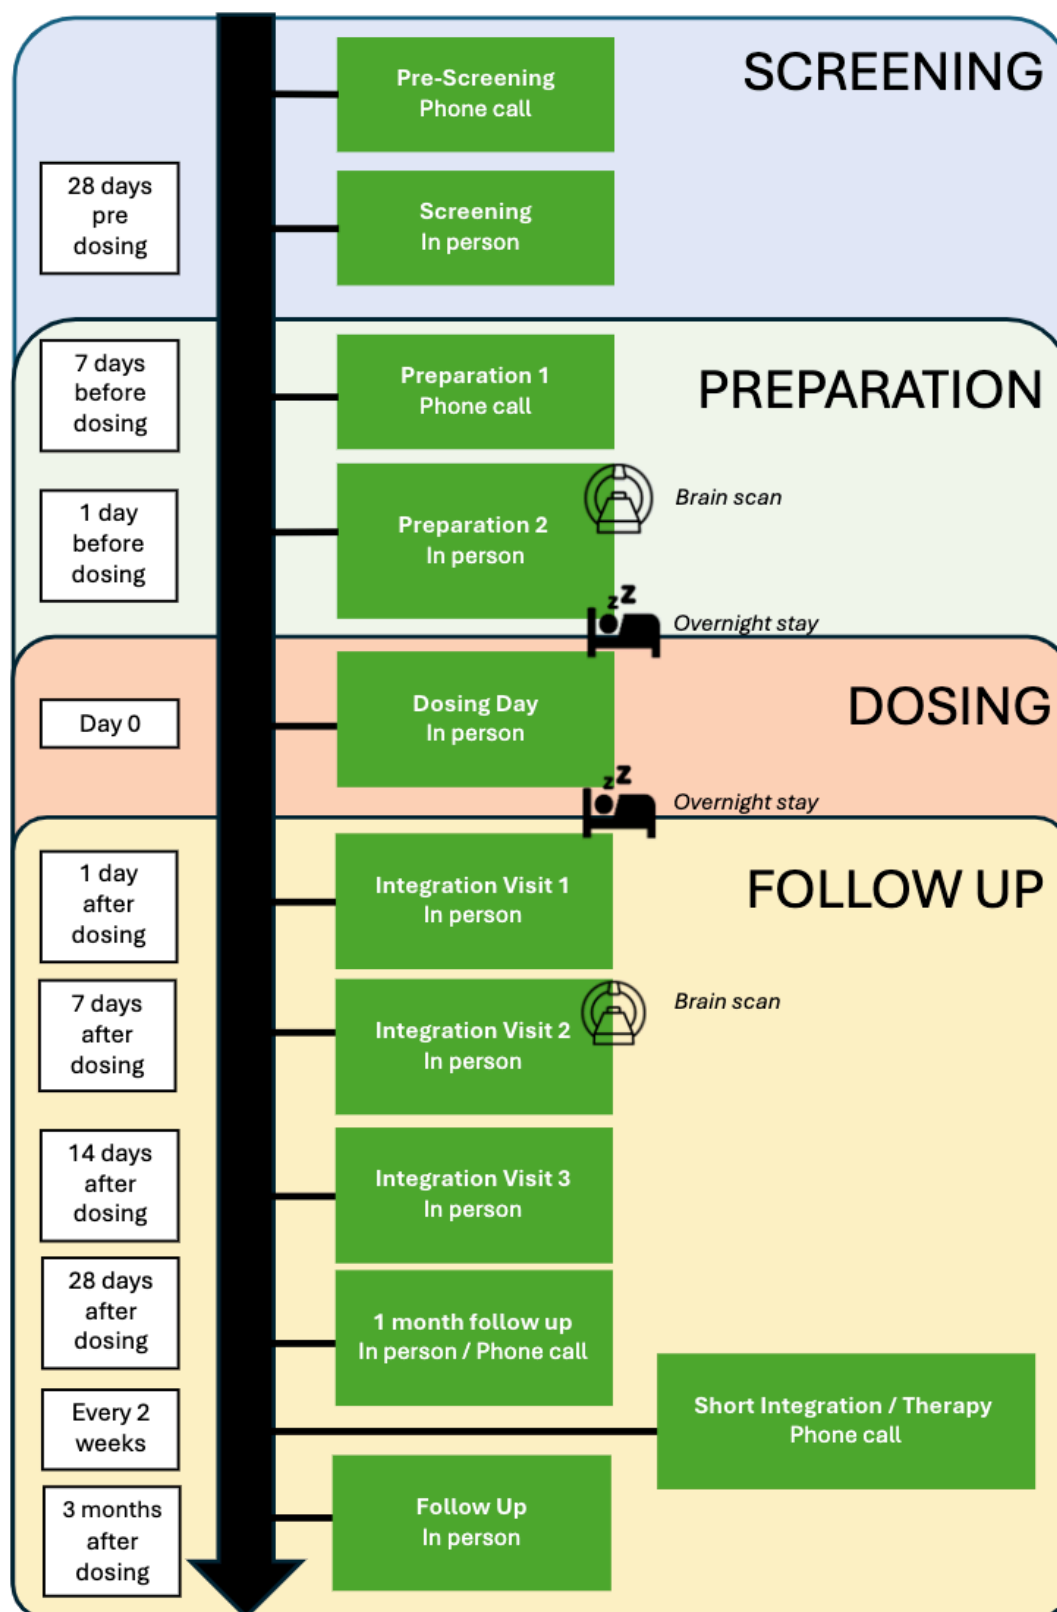 SCREENING
Pre-Screening
Phone call
28 days
pre
dosing
Screening
In person
PREPARATION
7 days
before
dosing
Preparation 1
Phone call
1 day
before
dosing
Preparation 2
In person
Brain scan
zz
Overnight stay
DOSING
Day 0
Dosing Day
In person
zz
Overnight stay
FOLLOW UP
1 day
after
dosing
Integration Visit 1
In person
7 days
after
dosing
Integration Visit 2
In person
Brain scan
14 days
after
dosing
Integration Visit 3
In person
28 days
after
dosing
1 month follow up
In person / Phone call
Every 2
weeks
Short Integration / Therapy
Phone call
3 months
after
dosing
Follow Up
In person